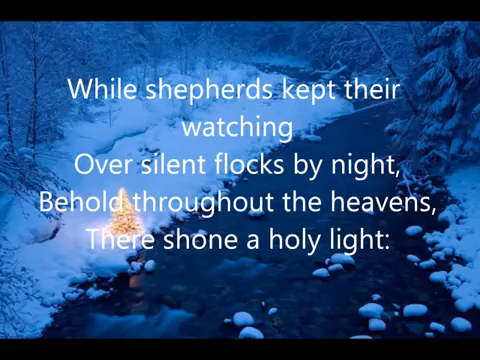 While shepherds kept their
watching
Over silent flocks by night,
Behold throughout the heavens,
There shone a holy light: